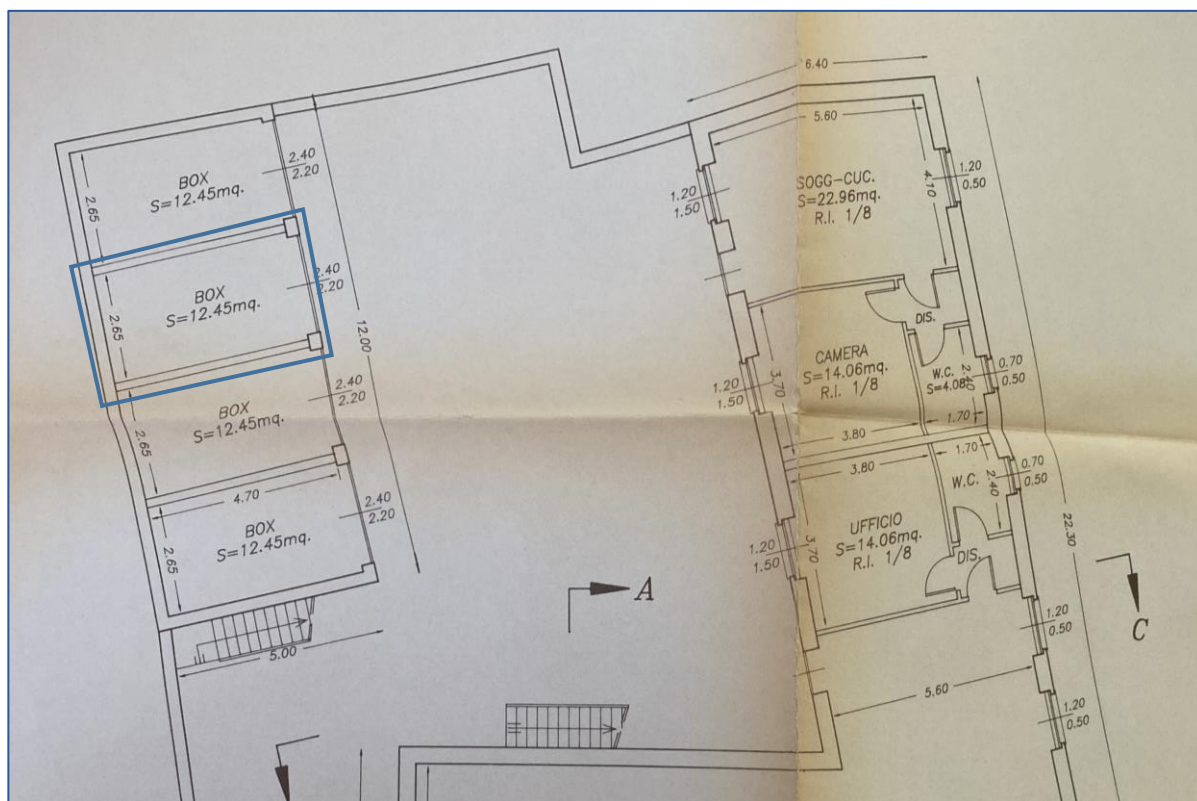 6.40
5.60
2.40
2.20
BOX
S=12.45mq.
2.65
1.20
1.50
SOGG-CUC.
S=22.96mq.
R.I. 1/8
4.10
1.20
0.50
BOX
S=12.45mq.
2.65
2.40
2.20
12.00
DIS.
CAMERA
S=14.06mq.
R.I. 1/8
3.70
1.20
1.50
W.C.
S=4.08
2.40
0.70
0.50
3.80
1.70
BOX
S=12.45mq.
2.65
2.40
2.20
4.70
3.80
1.70
W.C.
2.40
0.70
0.50
BOX
S=12.45mq.
2.65
2.40
2.20
UFFICIO
S=14.06mq.
R.I. 1/8
3.70
1.20
1.50
DIS.
22.30
A
C
1.20
0.50
5.00
5.60
1.20
0.50